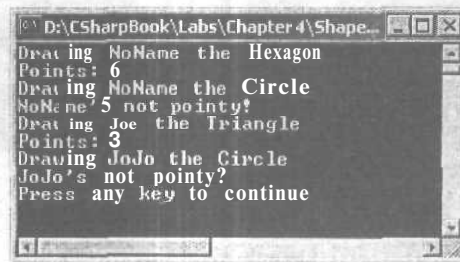 D:\CSharpBook\Labs\Chapter 4\Shape...
Drawing NoName the Hexagon
Points: 6
Drawing NoName the Circle
NoName'5 not pointy!
Drawing Joe the Triangle
Points: 3
Drawing JoJo the Circle
JoJo's not pointy?
Press any key to continue